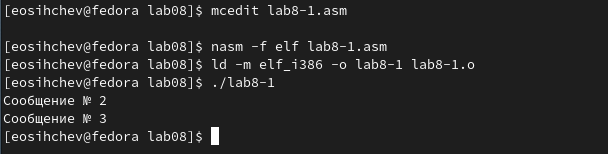 [eosihchev@fedora lab08]$ mcedit lab8-1.asm
[eosihchev@fedora lab08]$ nasm -f elf lab8-1.asm
[eosihchev@fedora lab08]$ ld -m elf_i386 -o lab8-1 lab8-1.o
[eosihchev@fedora lab08]$ ./lab8-1
Сообщение № 2
Сообщение № 3
[eosihchev@fedora lab08]$